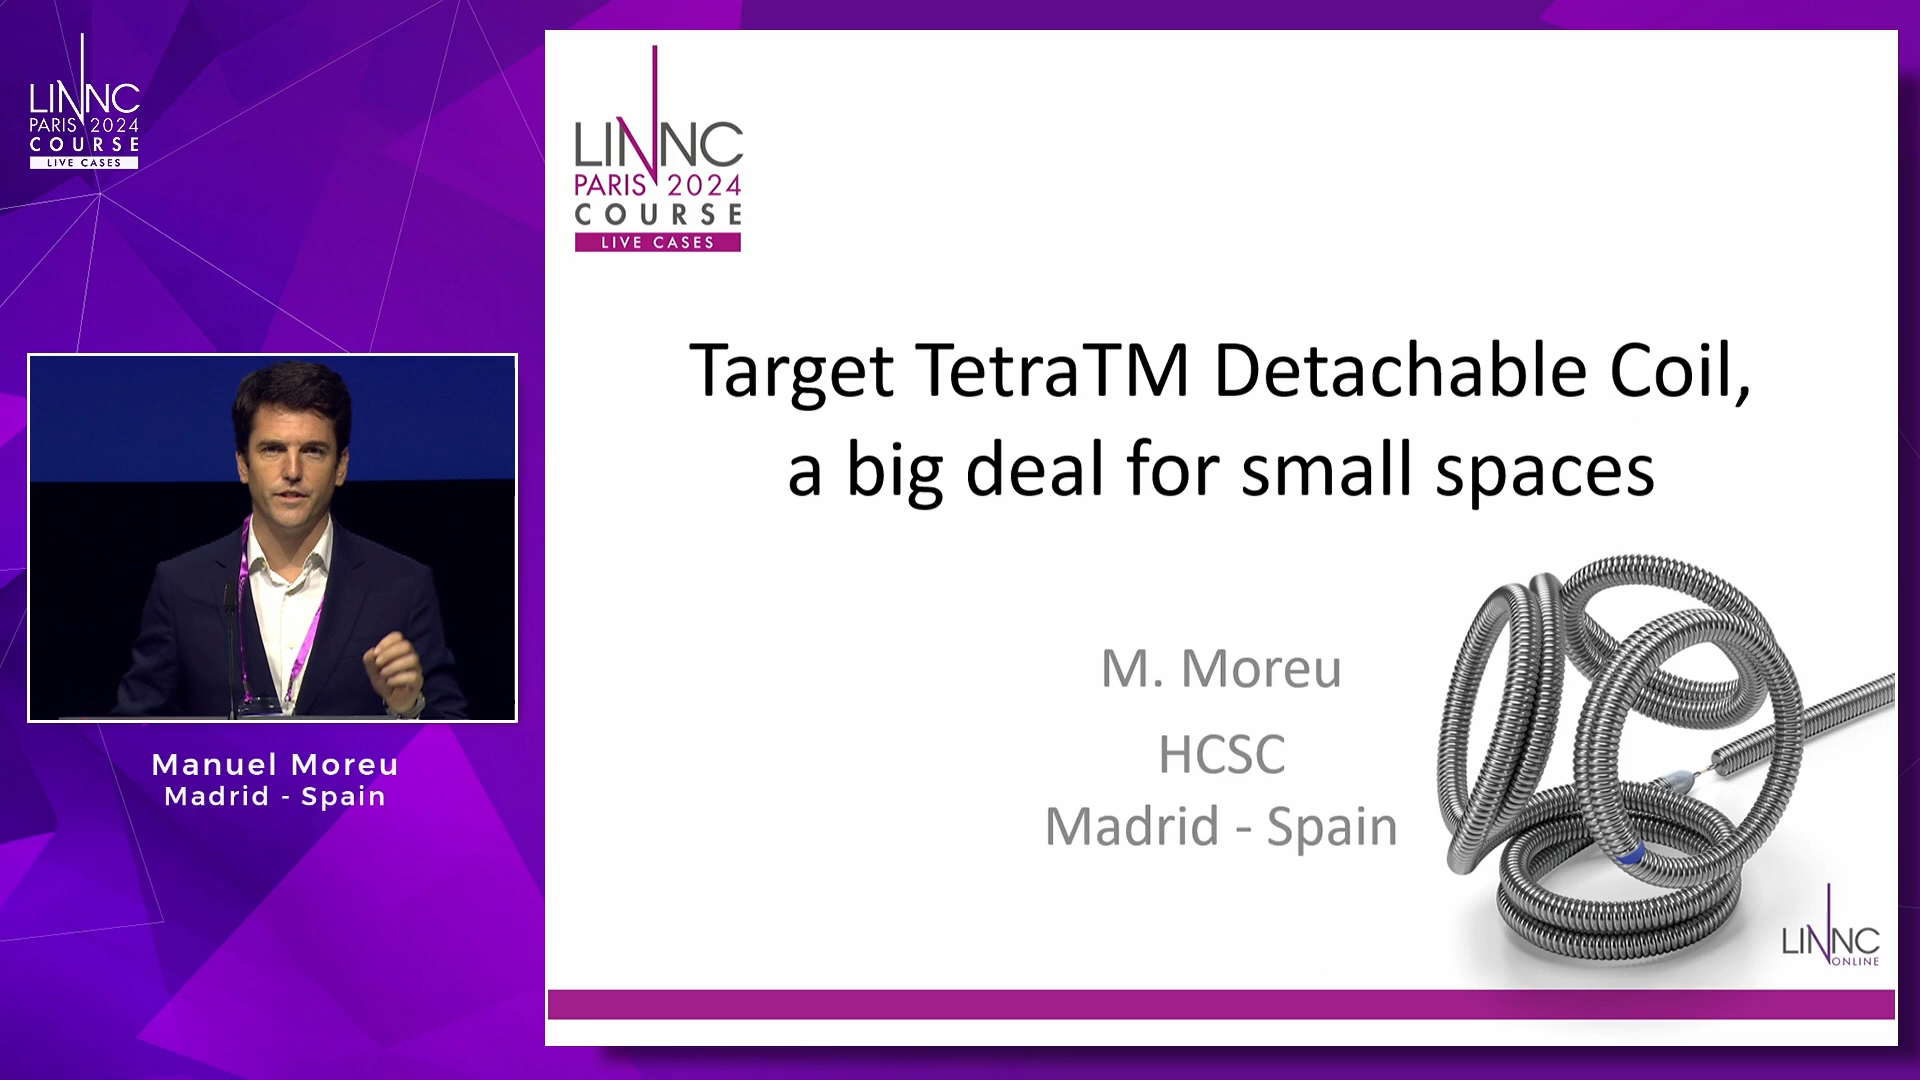 LINNC
PARIS 2024
COURSE
LIVE CASES
Manuel Moreu
Madrid - Spain
LINNC
PARIS 2024
COURSE
LIVE CASES
Target TetraTM Detachable Coil,
a big deal for small spaces
M. Moreu
HCSC
Madrid - Spain
LINNC
ONLINE